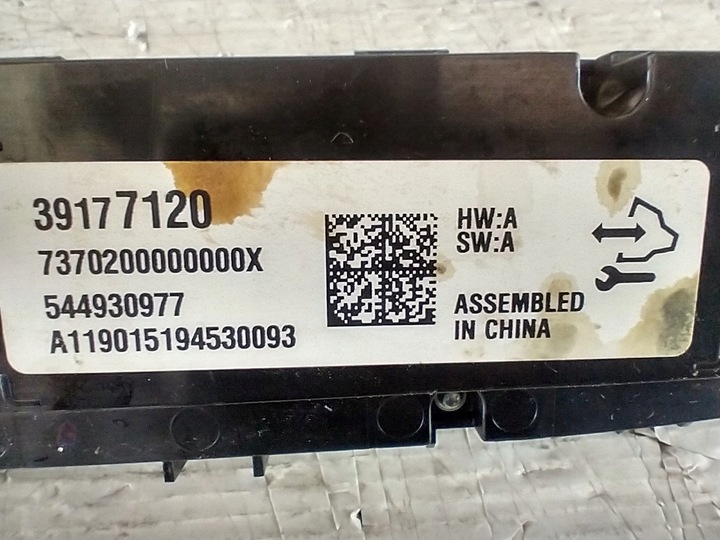 39177120
7370200000000X
544930977
A119015194530093
HW:A
SW:A
ASSEMBLED
IN CHINA